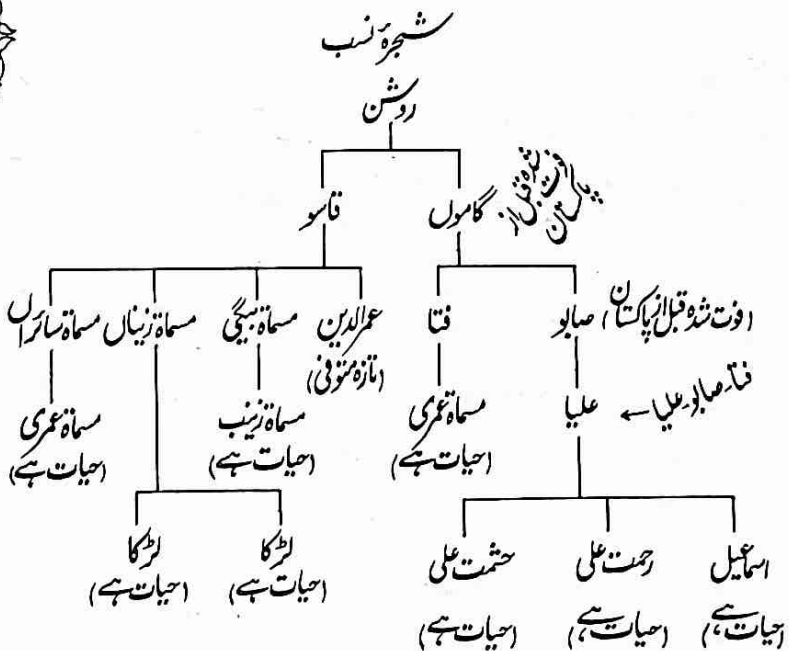 شجرۂ نسب
روشن
گاموں فوت شدہ قبل از پاکستان
قاسو
صابو (فوت شدہ قبل از پاکستان)
فتا
عمرالدین
(تازہ متوفی)
مسماۃ بیگی
مسماۃ زیناں
مسماۃ سائراں
فتا۔ صابو۔ علیا ←
علیا
مسماۃ عمری
(حیات ہے)
مسماۃ زینب
(حیات ہے)
مسماۃ عمری
(حیات ہے)
لڑکا
(حیات ہے)
لڑکا
(حیات ہے)
اسماعیل
(حیات ہے،)
رحمت علی
(حیات ہے،)
حشمت علی
(حیات ہے)